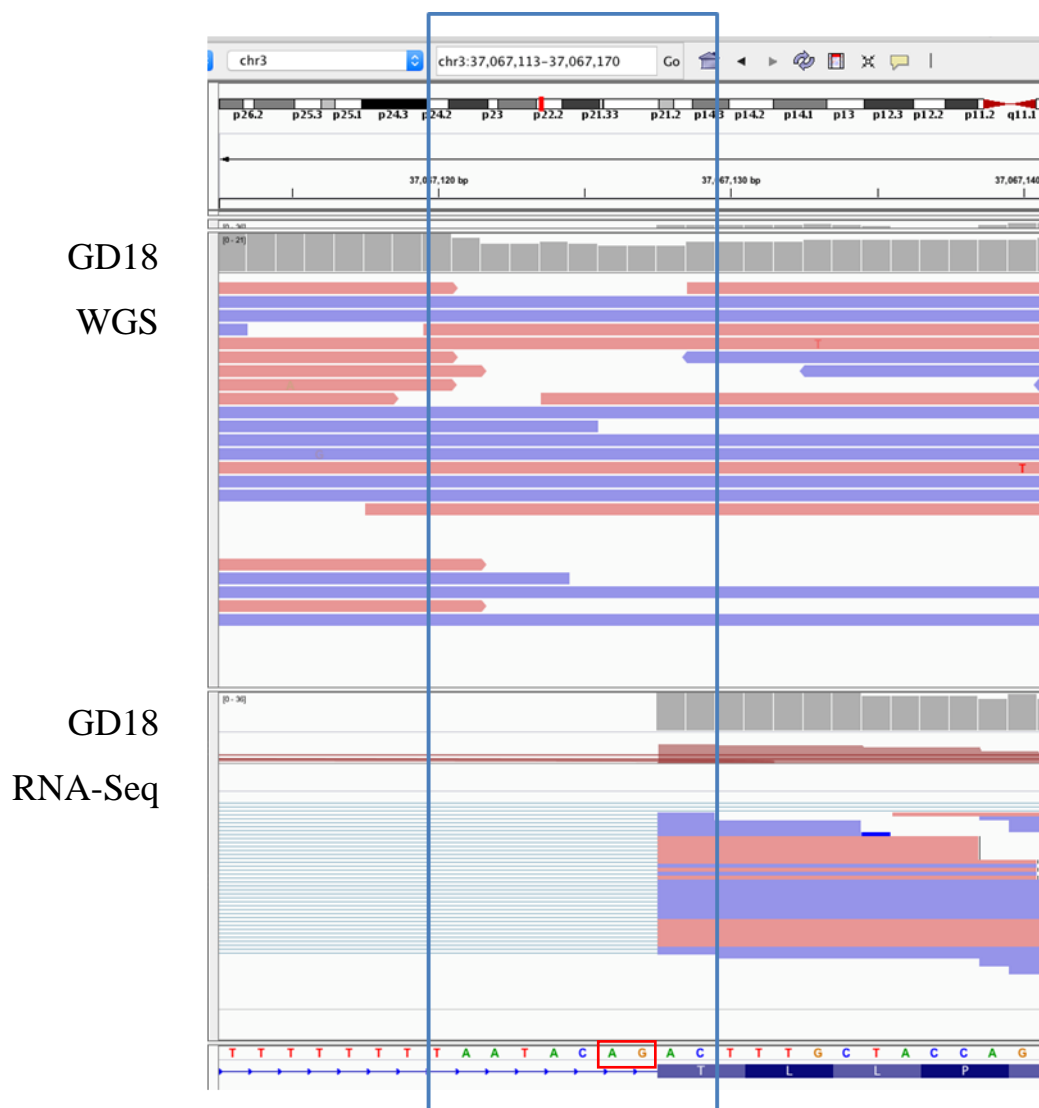 chr3
chr3:37,067,113-37,067,170
Go
p26.2 p25.3 p25.1 p24.3 p24.2 p23 p22.2 p21.33 p21.2 p14.3 p14.2 p14.1 p13 p12.3 p12.2 p11.2 q11.1
37,067,120 bp 37,067,130 bp 37,067,140
GD18
WGS
[0 - 21]
T
T
GD18
RNA-Seq
[0 - 36]
T T T T T T T T A A T A C A G A C T T T G C T A C C A G
T L L P